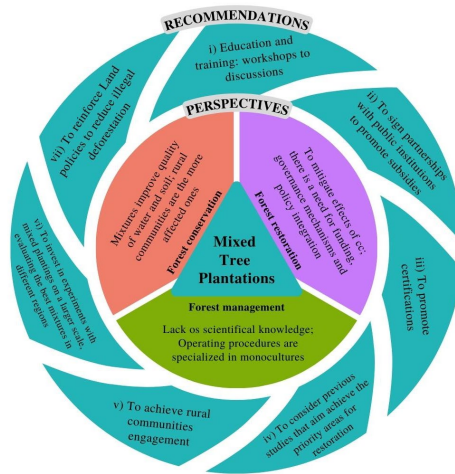 RECOMMENDATIONS
i) Education and
training: workshops to
discussions
ii) To sign partnerships
with public institutions
to promote subsidies
iii) To promote
certifications
iv) To consider previous
studies that aim achieve the
priority areas for
restoration
v) To achieve rural
communities
engagement
vi) To invest in experiments with
mixed plantings on a larger scale,
evaluating the best mixtures in
different regions
vii) To reinforce Land
policies to reduce illegal
deforestation
PERSPECTIVES
Mixtures improve quality
of water and soil; rural
communities are the more
affected ones
Forest conservation
To mitigate effects of cc;
there is a need for funding,
governance mechanisms and
policy integration
Forest restoration
Mixed Tree
Plantations
Forest management
Lack os scientifical knowledge;
Operating procedures are
specialized in monocultures